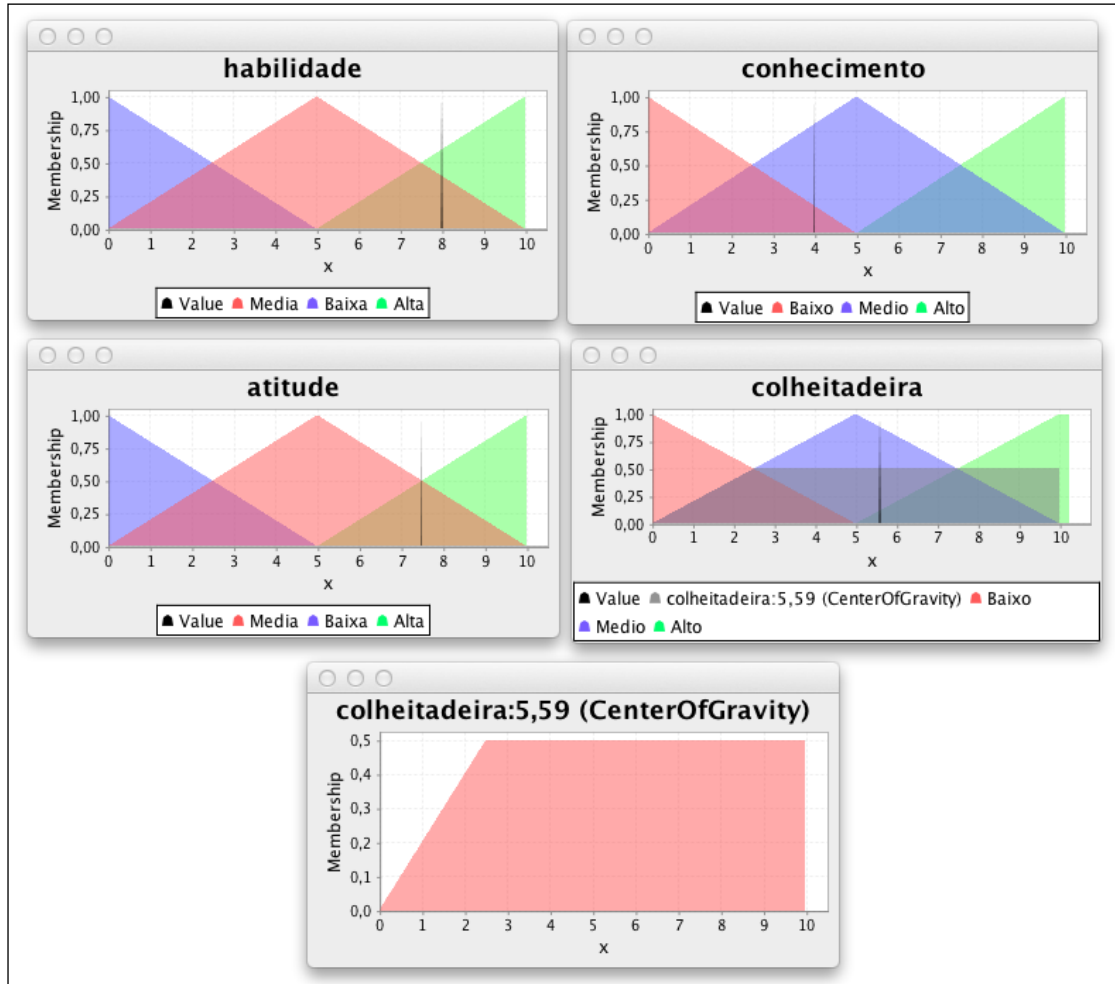 habilidade
1,00
0,75
0,50
0,25
0,00
Membership
0 1 2 3 4 5 6 7 8 9 10
x
Value Media Baixa Alta
conhecimento
1,00
0,75
0,50
0,25
0,00
Membership
0 1 2 3 4 5 6 7 8 9 10
x
Value Baixo Medio Alto
atitude
1,00
0,75
0,50
0,25
0,00
Membership
0 1 2 3 4 5 6 7 8 9 10
x
Value Media Baixa Alta
colheitadeira
1,00
0,75
0,50
0,25
0,00
Membership
0 1 2 3 4 5 6 7 8 9 10
x
Value colheitadeira:5,59 (CenterOfGravity) Baixo
Medio Alto
colheitadeira:5,59 (CenterOfGravity)
0,5
0,4
0,3
0,2
0,1
0,0
Membership
0 1 2 3 4 5 6 7 8 9 10
x